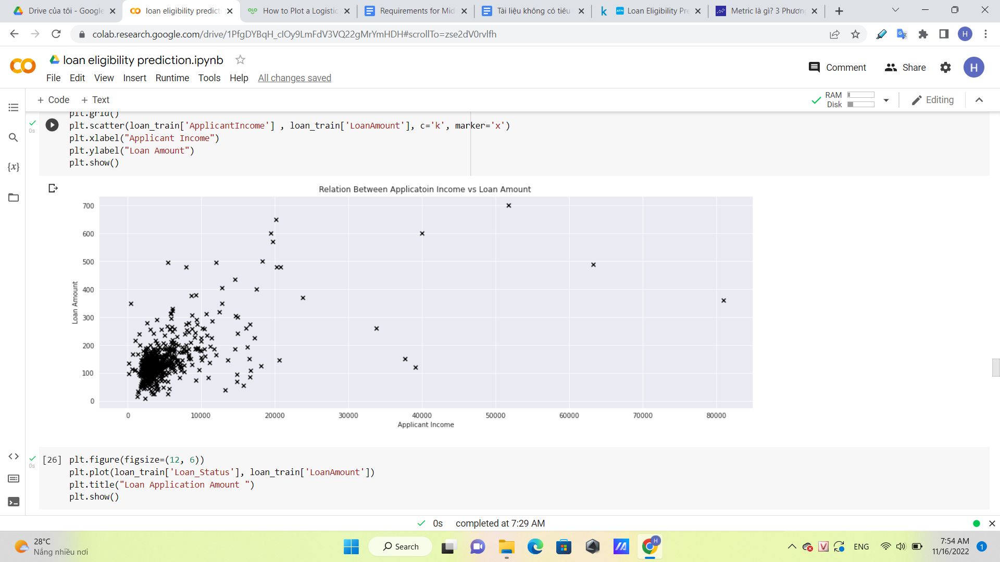 Drive của tôi - Google
loan eligibility predicti
How to Plot a Logistic
Requirements for Mid
Tài liệu không có tiêu
Loan Eligibility Pre
Metric là gì? 3 Phương
colab.research.google.com/drive/1PfgDYBqH_cIOy9LmFdV3VQ22gMrYmHDH#scrollTo=zse2dV0rvIfh
H
loan eligibility prediction.ipynb
File Edit View Insert Runtime Tools Help All changes saved
Comment Share H
+ Code + Text
RAM
Disk
Editing
plt.grid()
0s
plt.scatter(loan_train['ApplicantIncome'] , loan_train['LoanAmount'], c='k', marker='x')
plt.xlabel("Applicant Income")
plt.ylabel("Loan Amount")
plt.show()
{x}
Relation Between Applicatoin Income vs Loan Amount
700
600
500
400
300
200
100
0
Loan Amount
0 10000 20000 30000 40000 50000 60000 70000 80000
Applicant Income
0s
[26] plt.figure(figsize=(12, 6))
plt.plot(loan_train['Loan_Status'], loan_train['LoanAmount'])
plt.title("Loan Application Amount ")
plt.show()
0s completed at 7:29 AM
28°C
Nắng nhiều nơi
Search
H
ENG
7:54 AM
11/16/2022
1